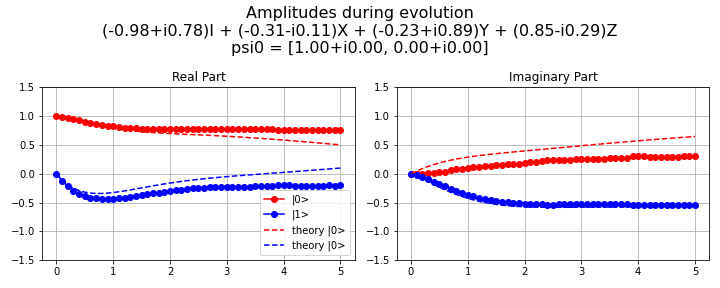 Amplitudes during evolution
(-0.98+i0.78)I + (-0.31-i0.11)X + (-0.23+i0.89)Y + (0.85-i0.29)Z
psi0 = [1.00+i0.00, 0.00+i0.00]
Real Part
1.5
1.0
0.5
0.0
−0.5
−1.0
−1.5
0 1 2 3 4 5
|0>
|1>
theory |0>
theory |0>
Imaginary Part
1.5
1.0
0.5
0.0
−0.5
−1.0
−1.5
0 1 2 3 4 5